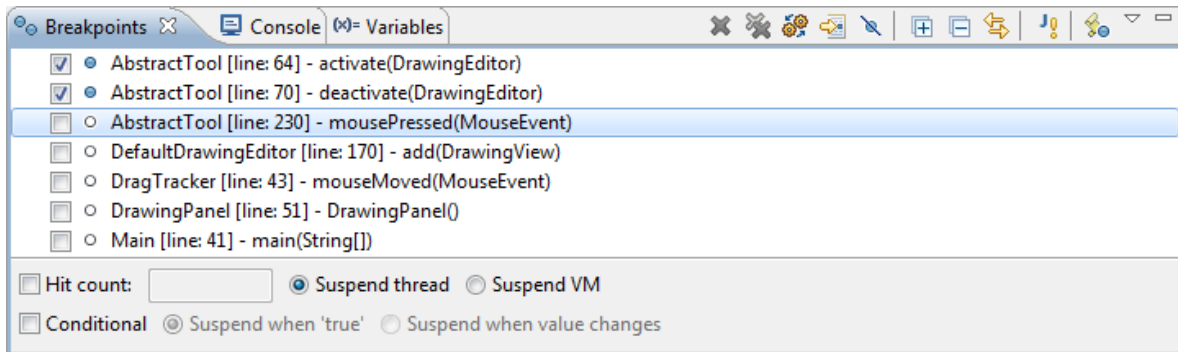 Breakpoints Console (x)= Variables
AbstractTool [line: 64] - activate(DrawingEditor)
AbstractTool [line: 70] - deactivate(DrawingEditor)
AbstractTool [line: 230] - mousePressed(MouseEvent)
DefaultDrawingEditor [line: 170] - add(DrawingView)
DragTracker [line: 43] - mouseMoved(MouseEvent)
DrawingPanel [line: 51] - DrawingPanel()
Main [line: 41] - main(String[])
Hit count: Suspend thread Suspend VM
Conditional Suspend when 'true' Suspend when value changes